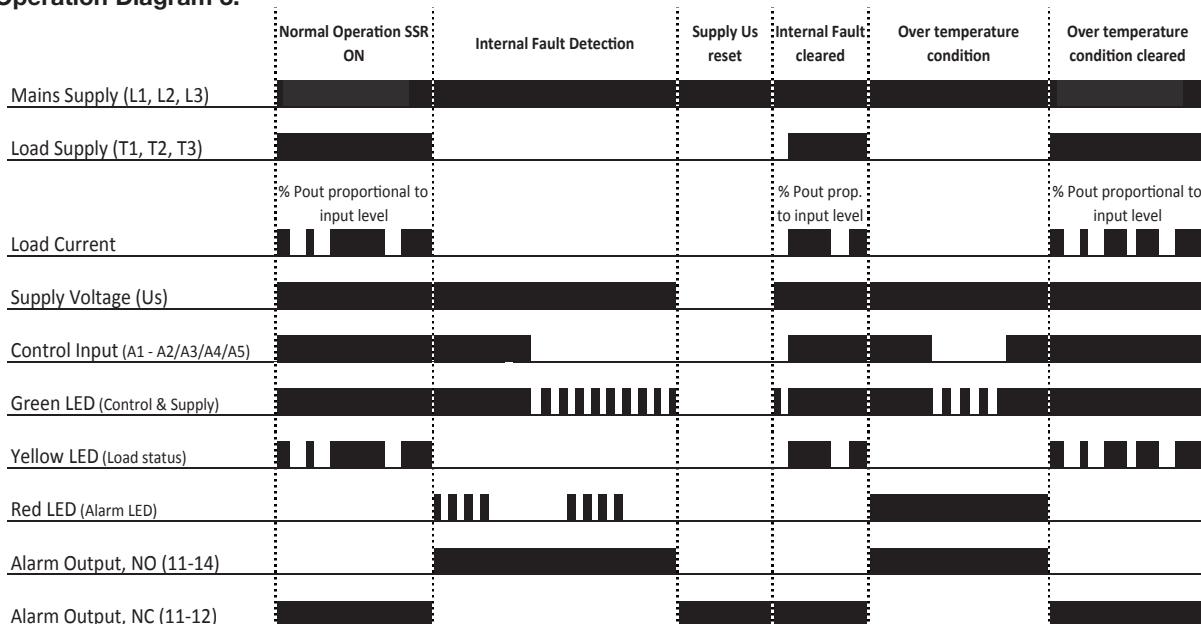 Operation Diagram 3:
Normal Operation SSR ON
Internal Fault Detection
Supply Us reset
Internal Fault cleared
Over temperature condition
Over temperature condition cleared
Mains Supply (L1, L2, L3)
Load Supply (T1, T2, T3)
% Pout proportional to input level
% Pout prop. to input level
% Pout proportional to input level
Load Current
Supply Voltage (Us)
Control Input (A1 - A2/A3/A4/A5)
Green LED (Control & Supply)
Yellow LED (Load status)
Red LED (Alarm LED)
Alarm Output, NO (11-14)
Alarm Output, NC (11-12)